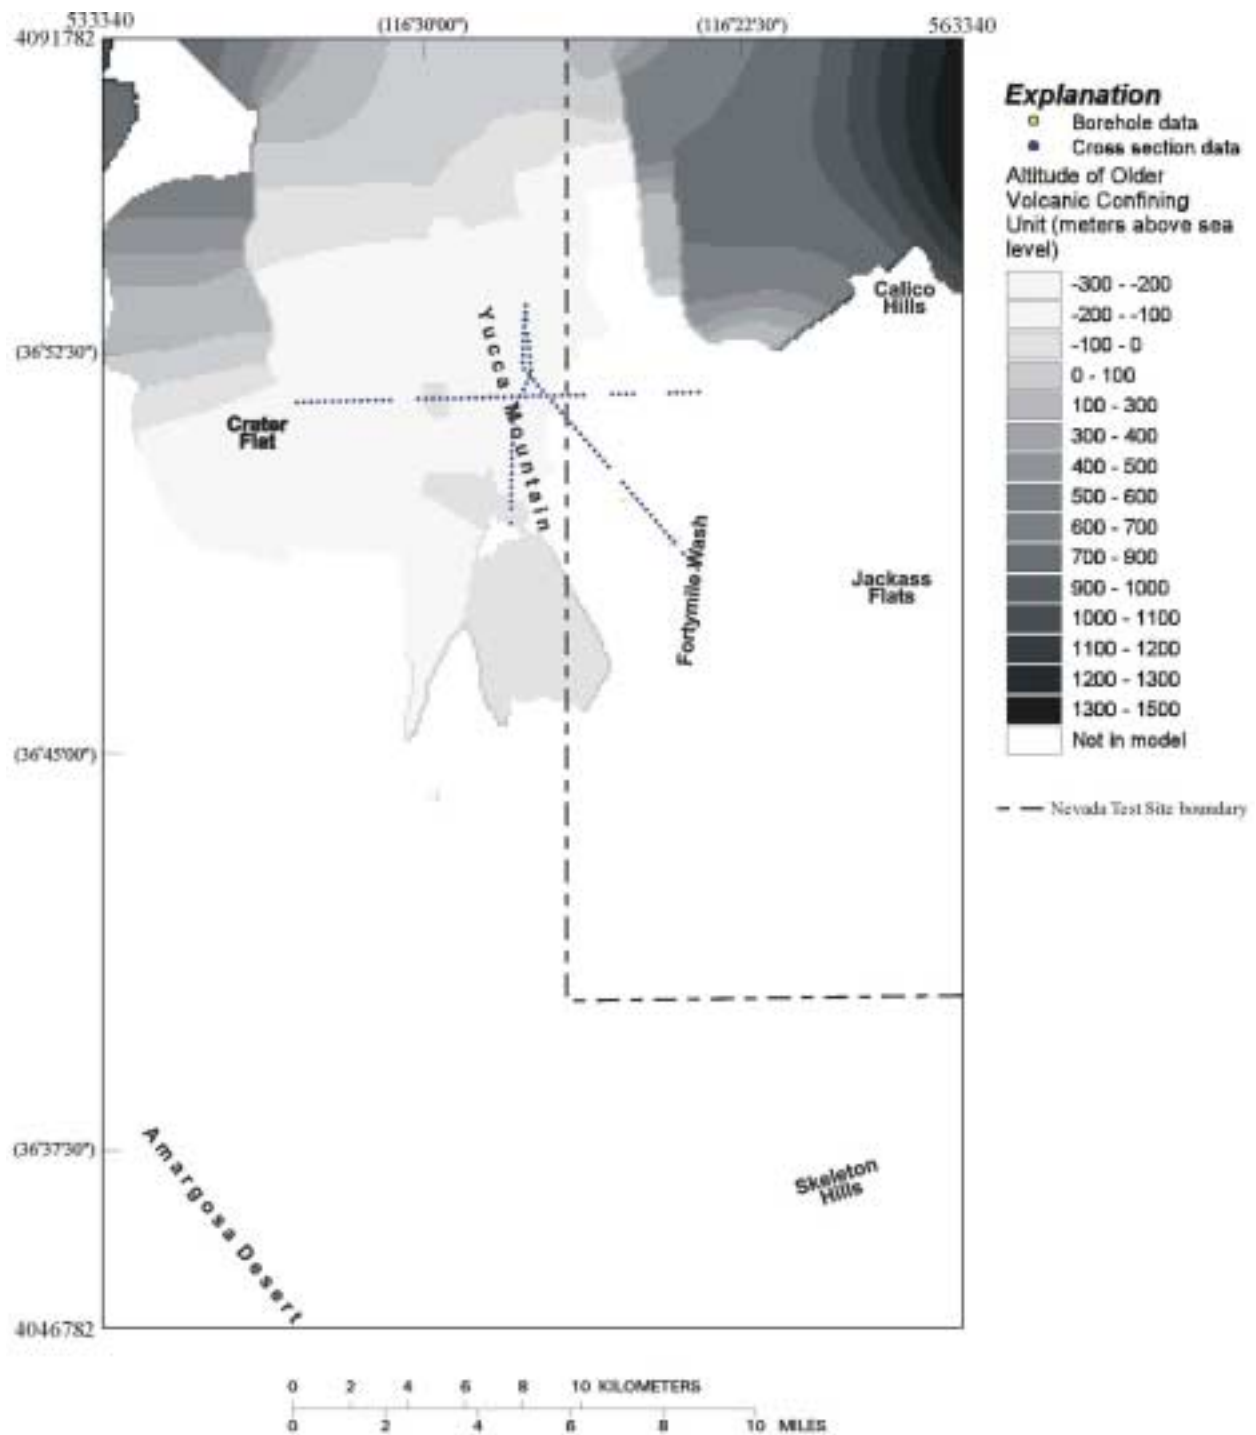 533340
(116°30'00")
(116°22'30")
563340
4091782
Explanation
Borehole data
Cross section data
Altitude of Older
Volcanic Confining
Unit (meters above sea
level)
-300 - -200
-200 - -100
-100 - 0
0 - 100
100 - 300
300 - 400
400 - 500
500 - 600
600 - 700
700 - 900
900 - 1000
1000 - 1100
1100 - 1200
1200 - 1300
1300 - 1500
Not in model
Nevada Test Site boundary
Calico
Hills
(36°52'30")
Yucca Mountain
Crater
Flat
Fortymile Wash
Jackass
Flats
(36°45'00")
(36°37'30")
Amargosa Desert
Skeleton
Hills
4046782
0 2 4 6 8 10 KILOMETERS
0 2 4 6 8 10 MILES